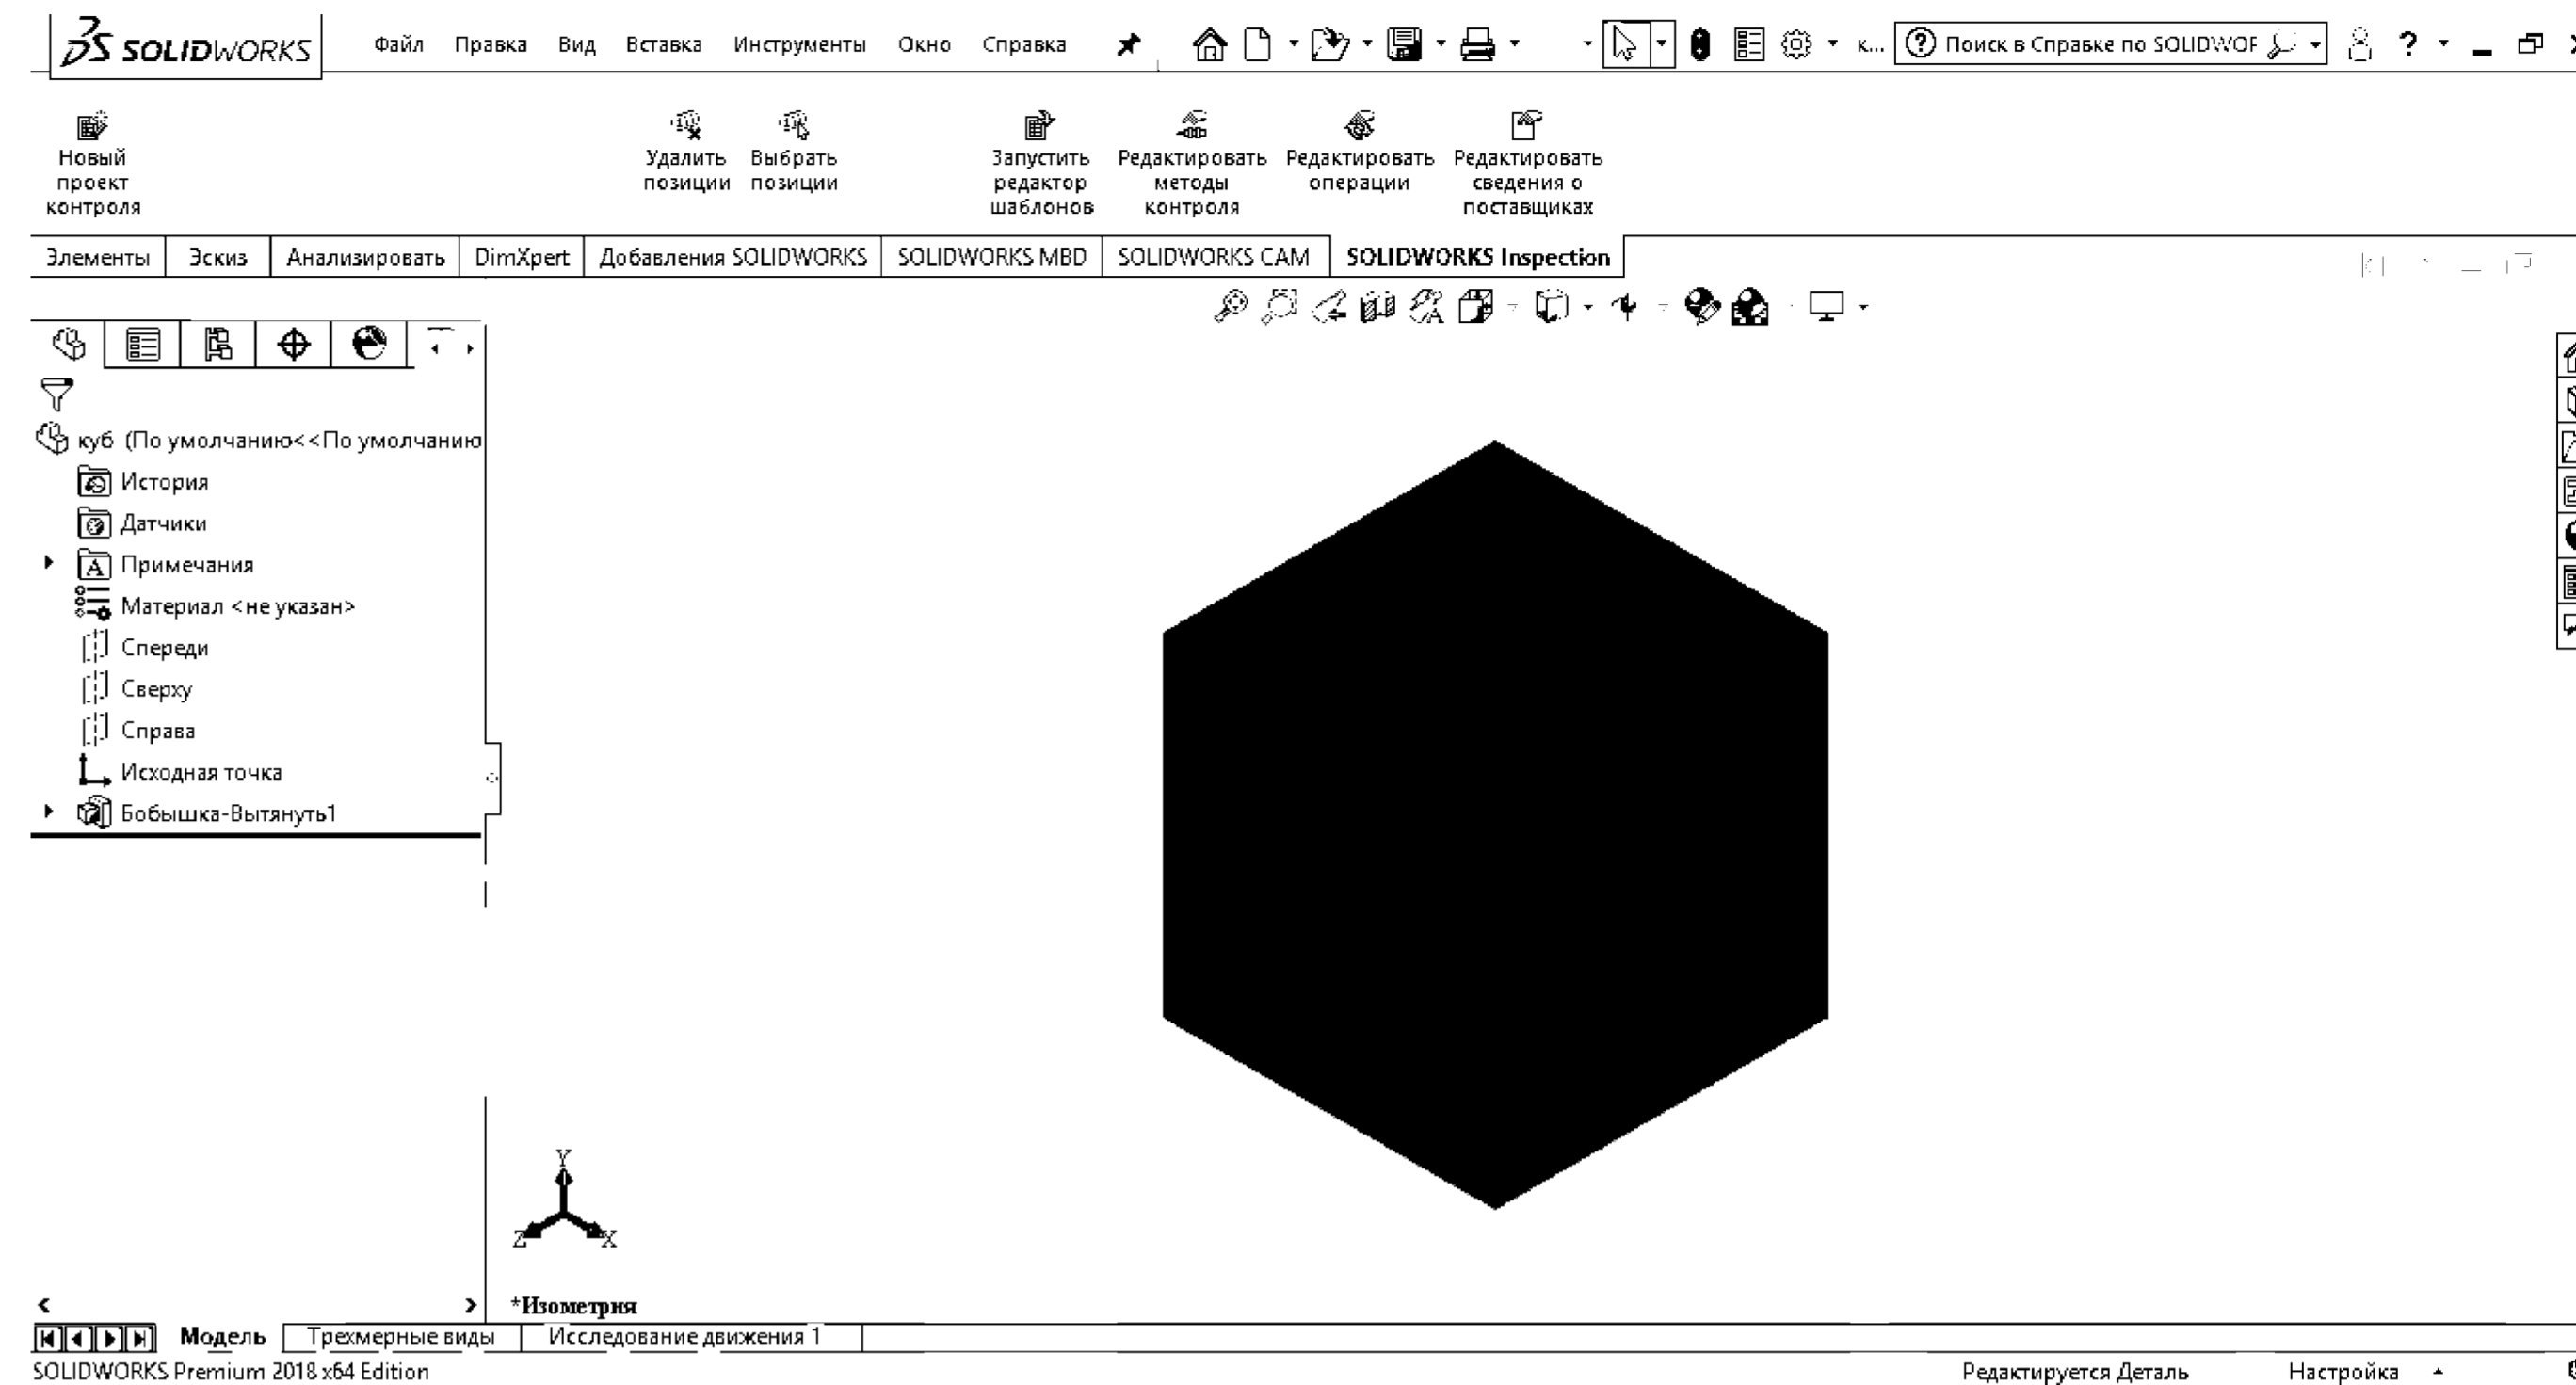 SOLIDWORKS Файл Правка Вид Вставка Инструменты Окно Справка к... Поиск в Справке по SOLIDWOR ?
Новый
проект
контроля
Удалить
позиции
Выбрать
позиции
Запустить
редактор
шаблонов
Редактировать
методы
контроля
Редактировать
операции
Редактировать
сведения о
поставщиках
Элементы Эскиз Анализировать DimXpert Добавления SOLIDWORKS SOLIDWORKS MBD SOLIDWORKS CAM SOLIDWORKS Inspection
куб (По умолчанию<<По умолчанию
История
Датчики
Примечания
Материал <не указан>
Спереди
Сверху
Справа
Исходная точка
Бобышка-Вытянуть1
Y
Z X
*Изометрия
Модель Трехмерные виды Исследование движения 1
SOLIDWORKS Premium 2018 x64 Edition Редактируется Деталь Настройка